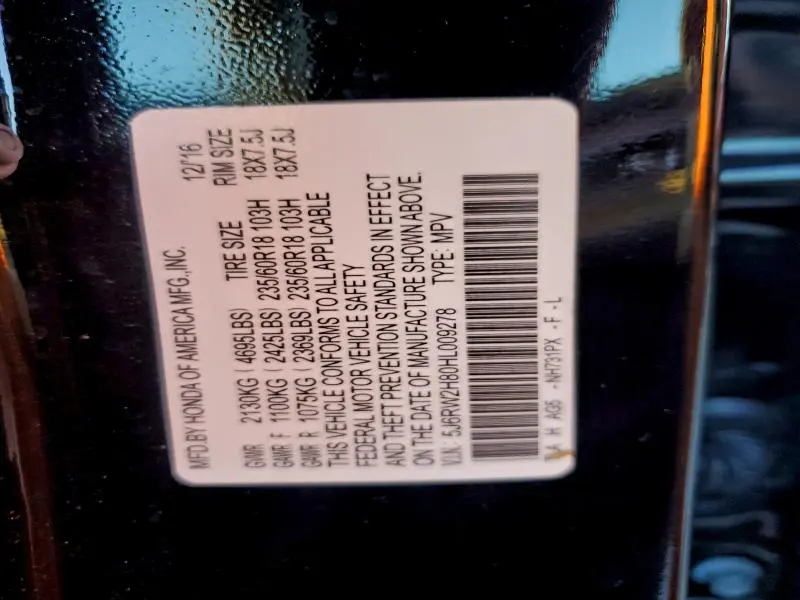 MFD.BY HONDA OF AMERICA MFG.,INC. 12/'16
GVWR 2130KG ( 4695LBS) TIRE SIZE RIM SIZE
GAWR F 1100KG ( 2425LBS) 235/60R18 103H 18X7.5J
GAWR R 1075KG ( 2369LBS) 235/60R18 103H 18X7.5J
THIS VEHICLE CONFORMS TO ALL APPLICABLE
FEDERAL MOTOR VEHICLE SAFETY
AND THEFT PREVENTION STANDARDS IN EFFECT
ON THE DATE OF MANUFACTURE SHOWN ABOVE.
V.I.N.: 5J6RW2H80HL009278 TYPE: MPV
H AG5 -NH731PX -F -L